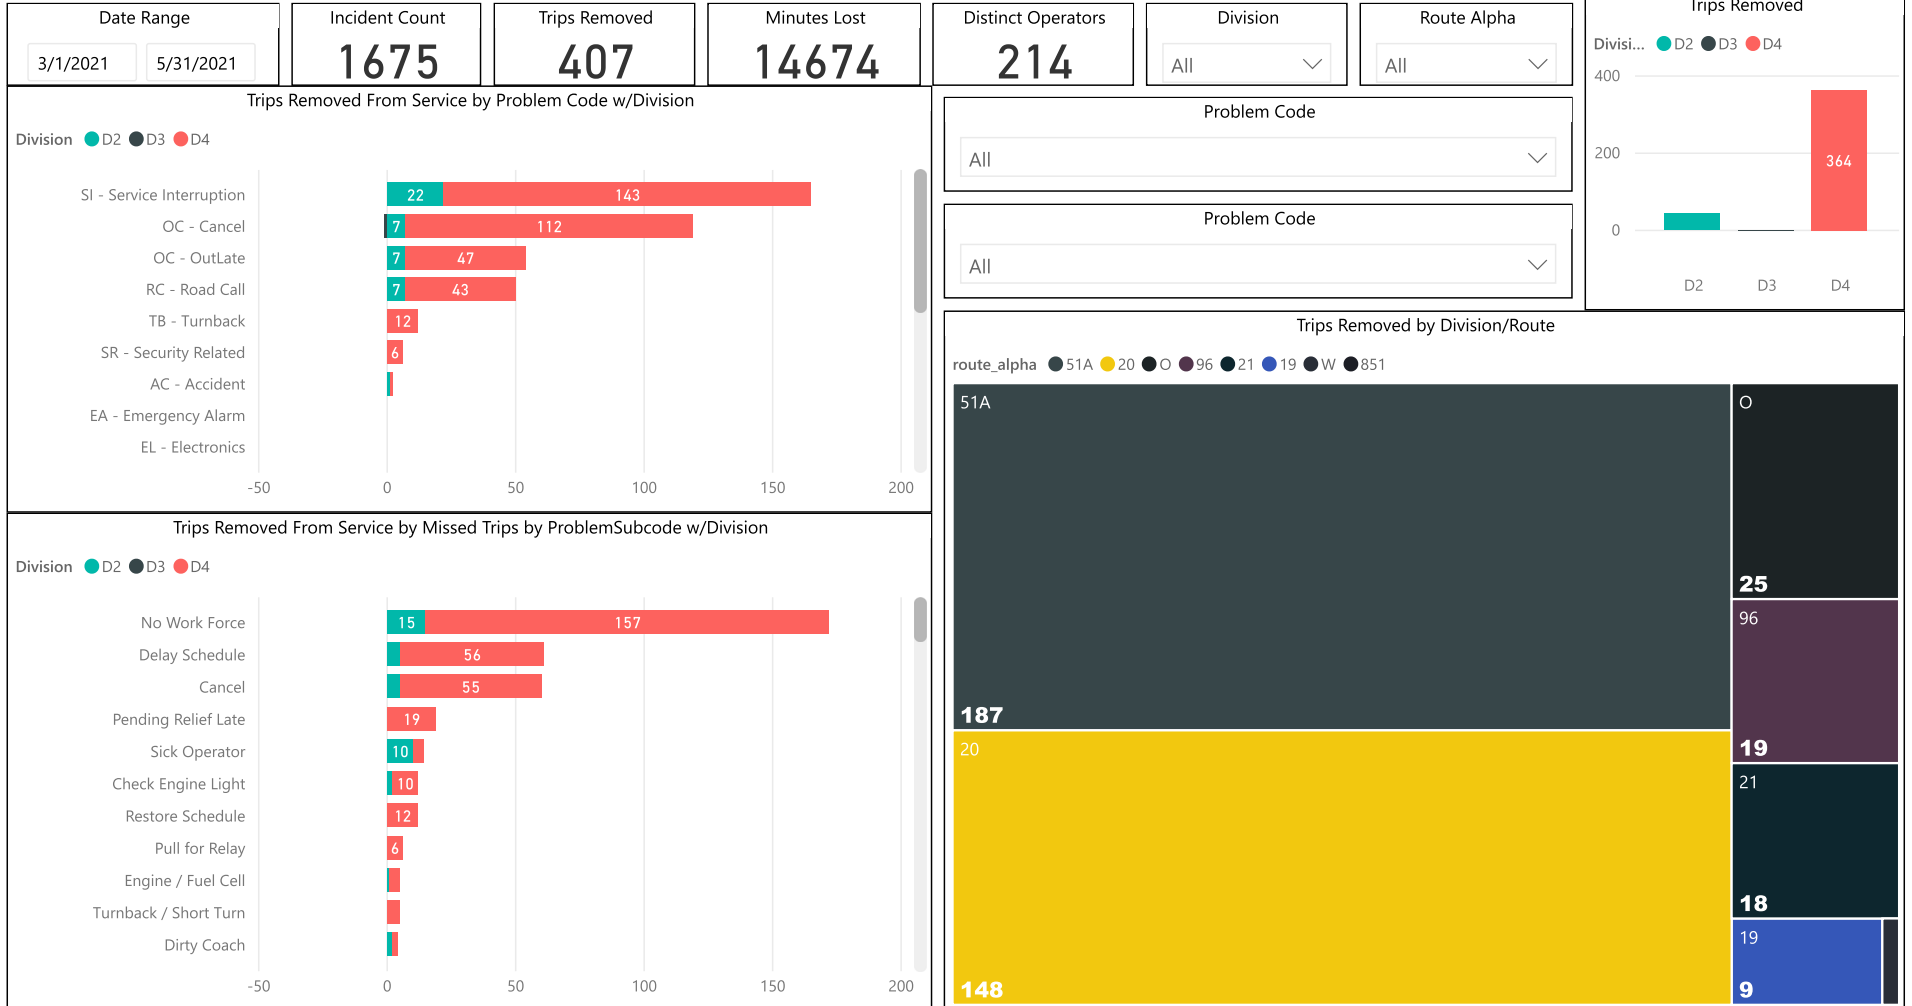 Date Range
3/1/2021 5/31/2021
Incident Count
1675
Trips Removed
407
Minutes Lost
14674
Distinct Operators
214
Division
All
Route Alpha
All
Trips Removed
Divisi... D2 D3 D4
400
200
0
364
D2 D3 D4
Trips Removed From Service by Problem Code w/Division
Division D2 D3 D4
SI - Service Interruption 22 143
OC - Cancel 7 112
OC - OutLate 7 47
RC - Road Call 7 43
TB - Turnback 12
SR - Security Related 6
AC - Accident
EA - Emergency Alarm
EL - Electronics
-50 0 50 100 150 200
Problem Code
All
Problem Code
All
Trips Removed From Service by Missed Trips by ProblemSubcode w/Division
Division D2 D3 D4
No Work Force 15 157
Delay Schedule 56
Cancel 55
Pending Relief Late 19
Sick Operator 10
Check Engine Light 10
Restore Schedule 12
Pull for Relay 6
Engine / Fuel Cell
Turnback / Short Turn
Dirty Coach
-50 0 50 100 150 200
Trips Removed by Division/Route
route_alpha 51A 20 O 96 21 19 W 851
51A
187
20
148
O
25
96
19
21
18
19
9